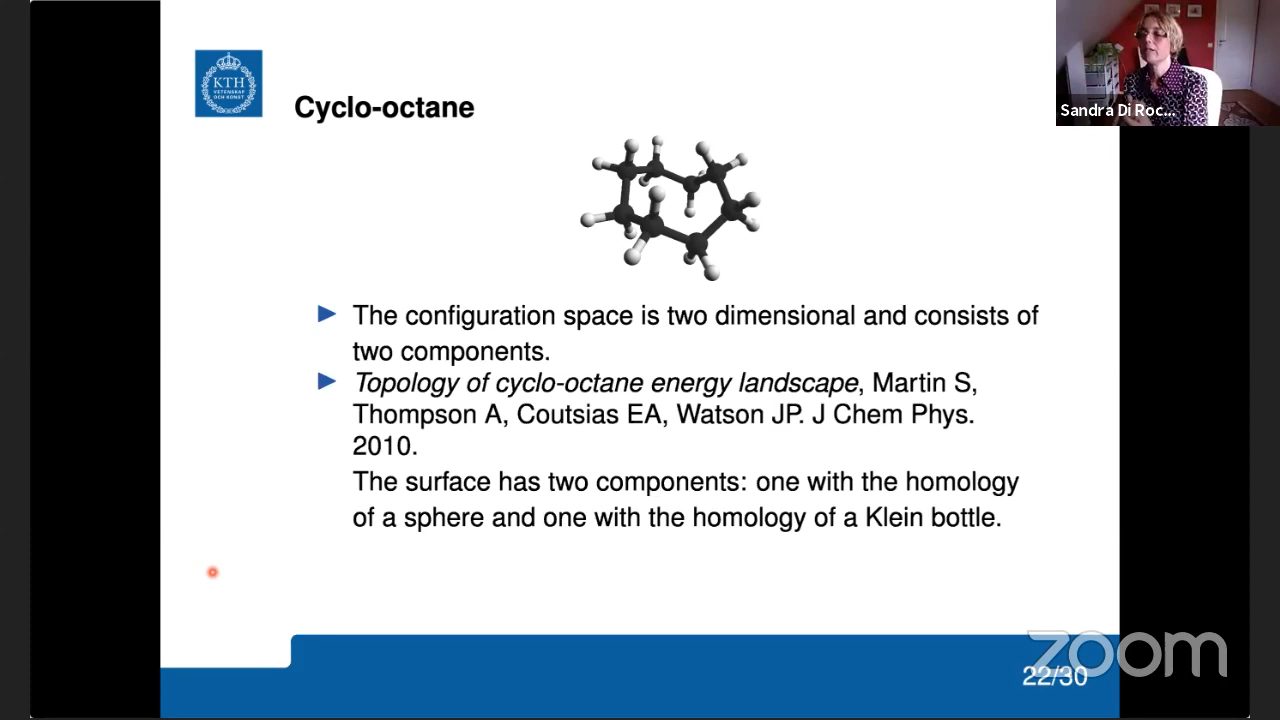 KTH
VETENSKAP
OCH KONST
Cyclo-octane
Sandra Di Roc...
The configuration space is two dimensional and consists of
two components.
Topology of cyclo-octane energy landscape, Martin S,
Thompson A, Coutsias EA, Watson JP. J Chem Phys.
2010.
The surface has two components: one with the homology
of a sphere and one with the homology of a Klein bottle.
zoom
22/30